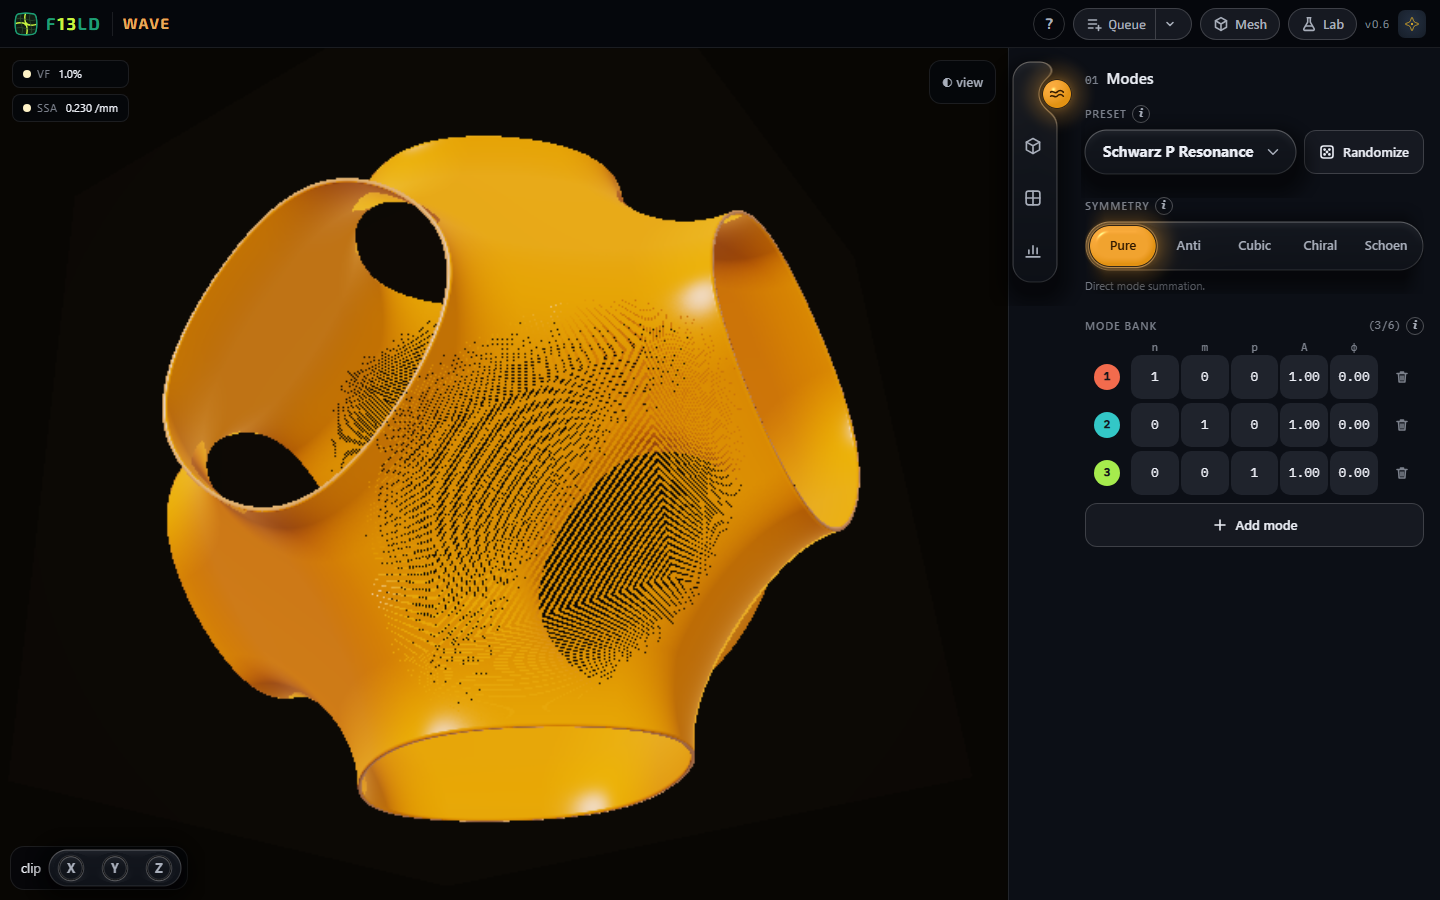 F13LD WAVE
? Queue Mesh Lab v0.6
VF 1.0%
SSA 0.230 /mm
view
clip X Y Z
01 Modes
PRESET i
Schwarz P Resonance Randomize
SYMMETRY i
Pure Anti Cubic Chiral Schoen
Direct mode summation.
MODE BANK (3/6) i
n m p A ϕ
1 1 0 0 1.00 0.00
2 0 1 0 1.00 0.00
3 0 0 1 1.00 0.00
+ Add mode